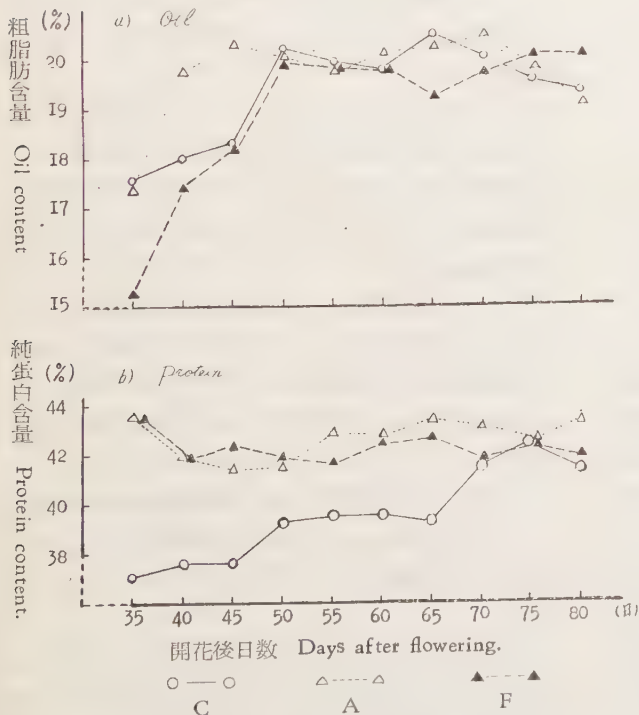 粗脂肪含量 Oil content
(%)
a) Oil
20
19
18
17
16
15
純蛋白含量 Protein content.
(%)
b) Protein
44
42
40
38
35 40 45 50 55 60 65 70 75 80 (日)
開花後日数 Days after flowering.
C A F